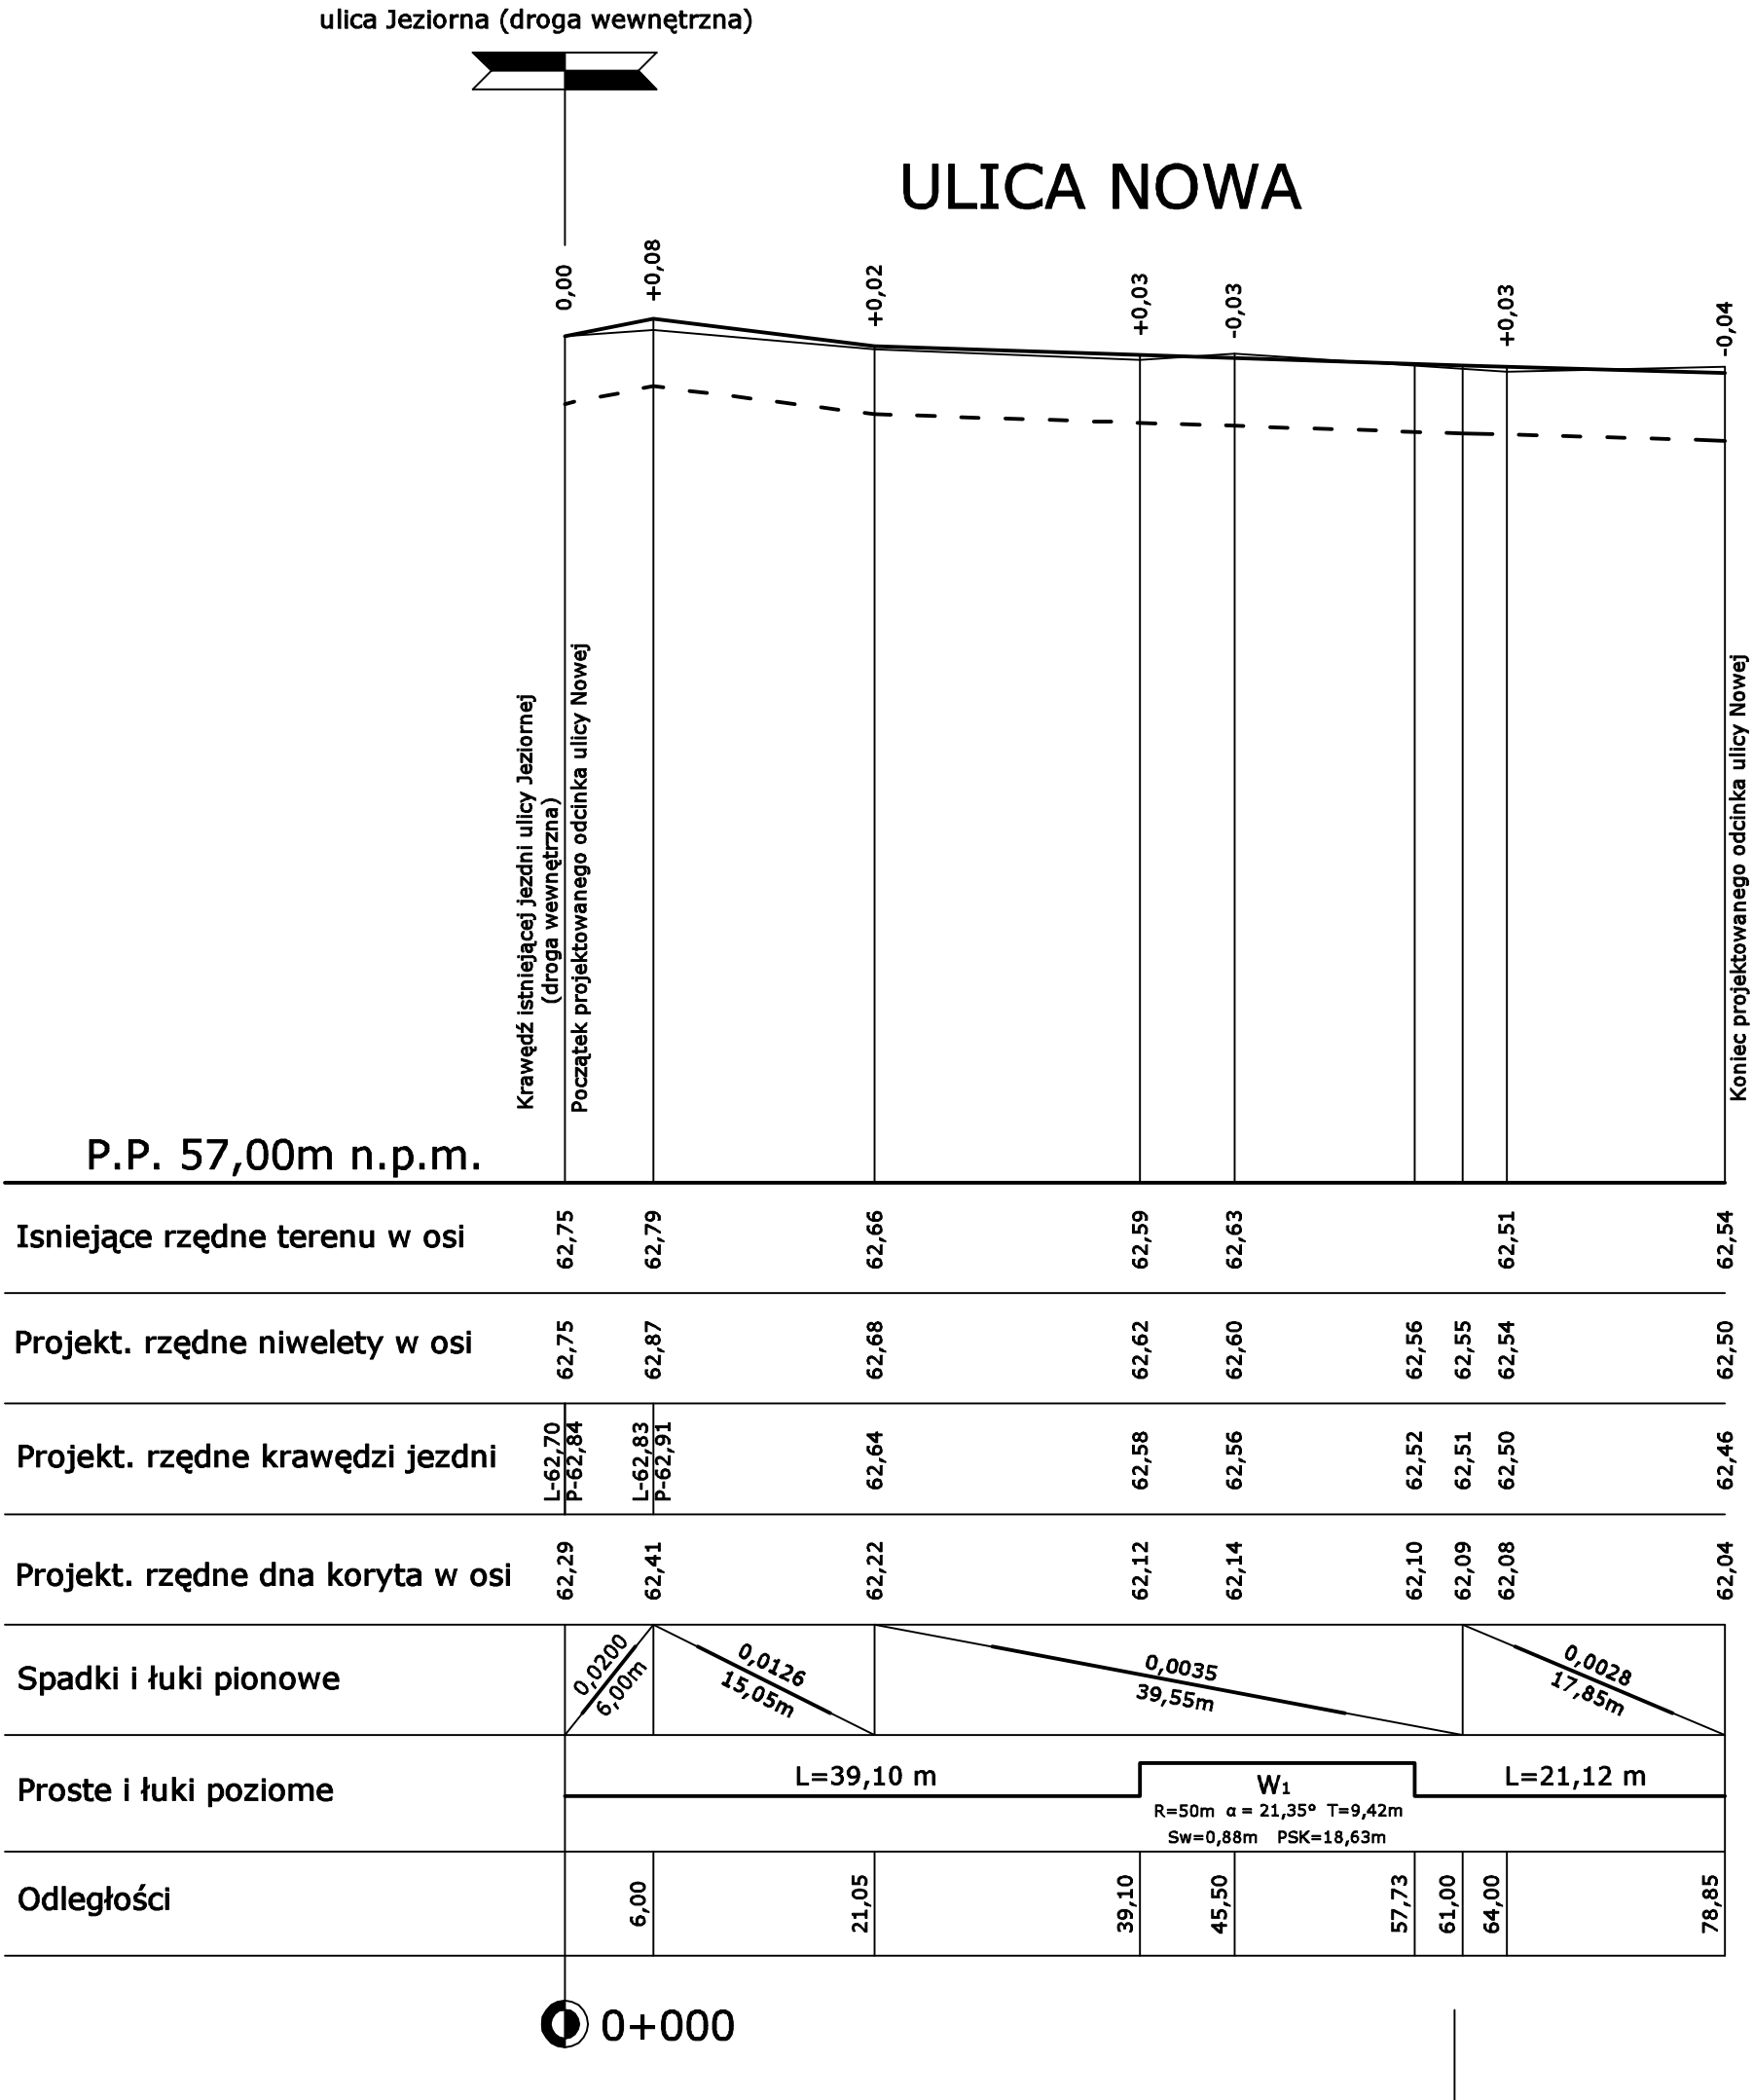 ulica Jeziorna (droga wewnętrzna)
ULICA NOWA
0,00
+0,08
+0,02
+0,03
-0,03
+0,03
-0,04
Krawędź istniejącej jezdni ulicy Jeziornej
(droga wewnętrzna)
Początek projektowanego odcinka ulicy Nowej
Koniec projektowanego odcinka ulicy Nowej
P.P. 57,00m n.p.m.
Isniejące rzędne terenu w osi
62,75
62,79
62,66
62,59
62,63
62,51
62,54
Projekt. rzędne niwelety w osi
62,75
62,87
62,68
62,62
62,60
62,56
62,55
62,54
62,50
Projekt. rzędne krawędzi jezdni
L-62,70
P-62,84
L-62,83
P-62,91
62,64
62,58
62,56
62,52
62,51
62,50
62,46
Projekt. rzędne dna koryta w osi
62,29
62,41
62,22
62,12
62,14
62,10
62,09
62,08
62,04
Spadki i łuki pionowe
0,0200
6,00m
0,0126
15,05m
0,0035
39,55m
0,0028
17,85m
Proste i łuki poziome
L=39,10 m
W1
R=50m α = 21,35° T=9,42m
Sw=0,88m PSK=18,63m
L=21,12 m
Odległości
6,00
21,05
39,10
45,50
57,73
61,00
64,00
78,85
0+000